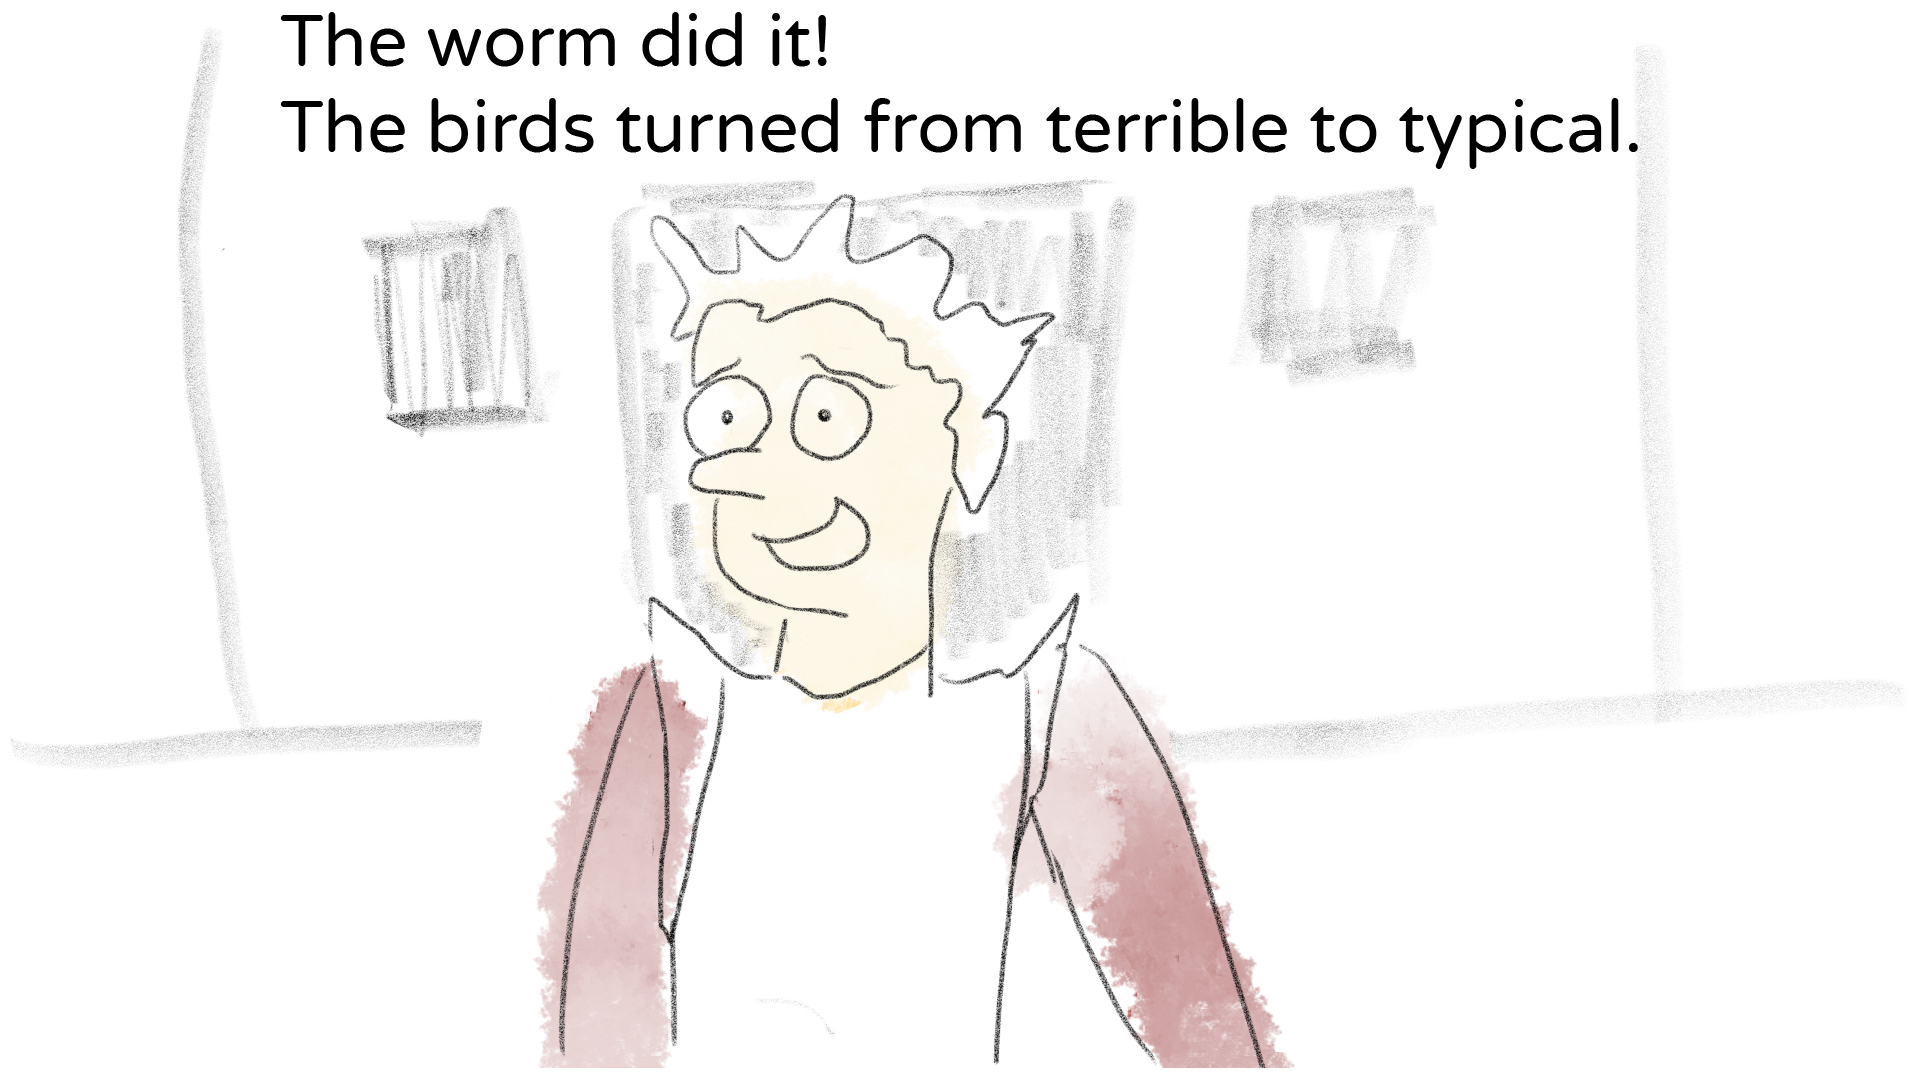 The worm did it!
The birds turned from terrible to typical.